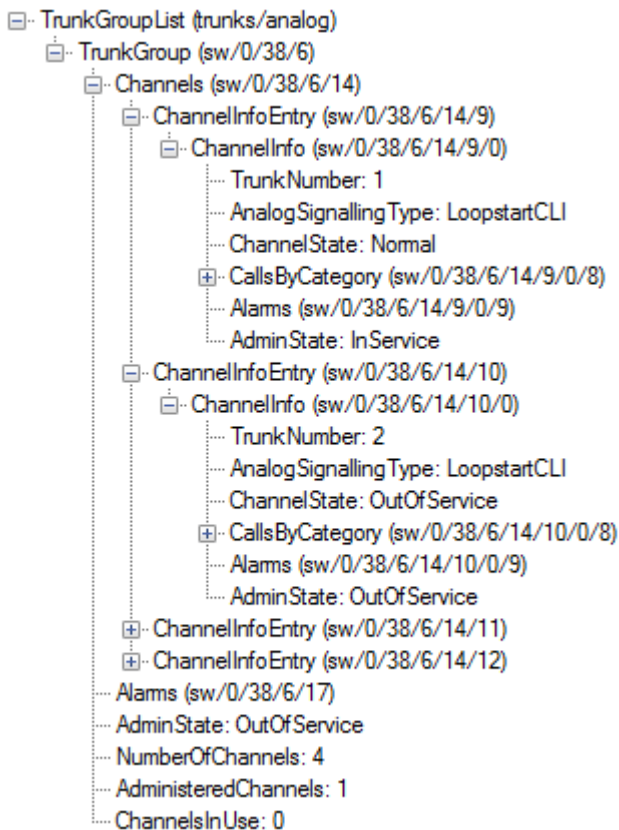 TrunkGroupList (trunks/analog)
TrunkGroup (sw/0/38/6)
Channels (sw/0/38/6/14)
ChannelInfoEntry (sw/0/38/6/14/9)
ChannelInfo (sw/0/38/6/14/9/0)
TrunkNumber: 1
AnalogSignallingType: LoopstartCLI
ChannelState: Normal
CallsByCategory (sw/0/38/6/14/9/0/8)
Alarms (sw/0/38/6/14/9/0/9)
AdminState: InService
ChannelInfoEntry (sw/0/38/6/14/10)
ChannelInfo (sw/0/38/6/14/10/0)
TrunkNumber: 2
AnalogSignallingType: LoopstartCLI
ChannelState: OutOfService
CallsByCategory (sw/0/38/6/14/10/0/8)
Alarms (sw/0/38/6/14/10/0/9)
AdminState: OutOfService
ChannelInfoEntry (sw/0/38/6/14/11)
ChannelInfoEntry (sw/0/38/6/14/12)
Alarms (sw/0/38/6/17)
AdminState: OutOfService
NumberOfChannels: 4
AdministeredChannels: 1
ChannelsInUse: 0